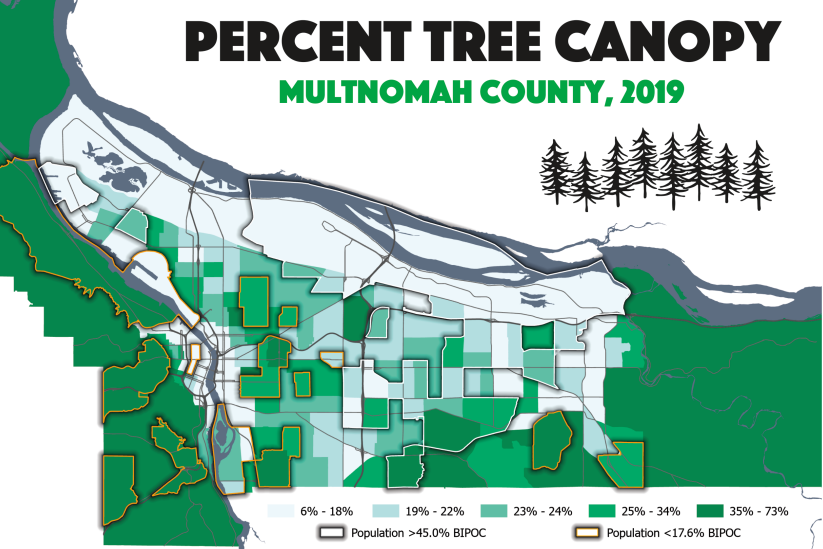 PERCENT TREE CANOPY
MULTNOMAH COUNTY, 2019
6% - 18% 19% - 22% 23% - 24% 25% - 34% 35% - 73%
Population >45.0% BIPOC Population <17.6% BIPOC